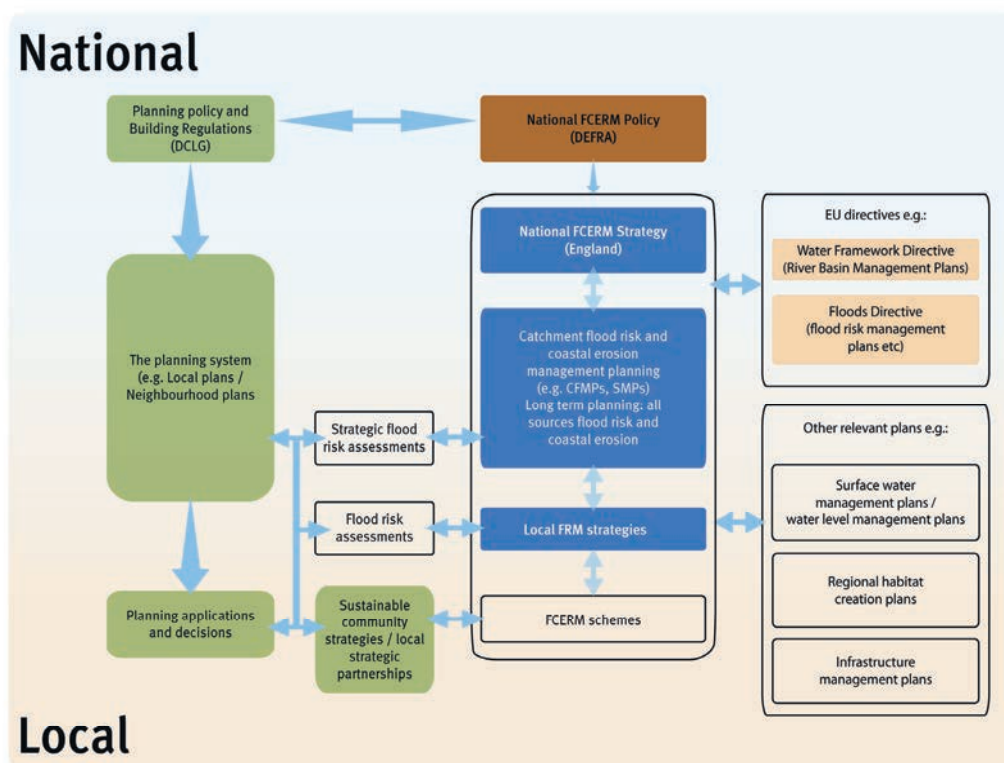 National
Planning policy and
Building Regulations
(DCLG)
National FCERM Policy
(DEFRA)
National FCERM Strategy
(England)
EU directives e.g.:
Water Framework Directive
(River Basin Management Plans)
Floods Directive
(flood risk management
plans etc)
The planning system
(e.g. Local plans /
Neighbourhood plans
Catchment flood risk and
coastal erosion
management planning
(e.g. CFMPs, SMPs)
Long term planning: all
sources flood risk and
coastal erosion
Strategic flood
risk assessments
Other relevant plans e.g.:
Surface water
management plans /
water level management plans
Flood risk
assessments
Local FRM strategies
Regional habitat
creation plans
Planning applications
and decisions
Sustainable
community
strategies / local
strategic
partnerships
FCERM schemes
Infrastructure
management plans
Local